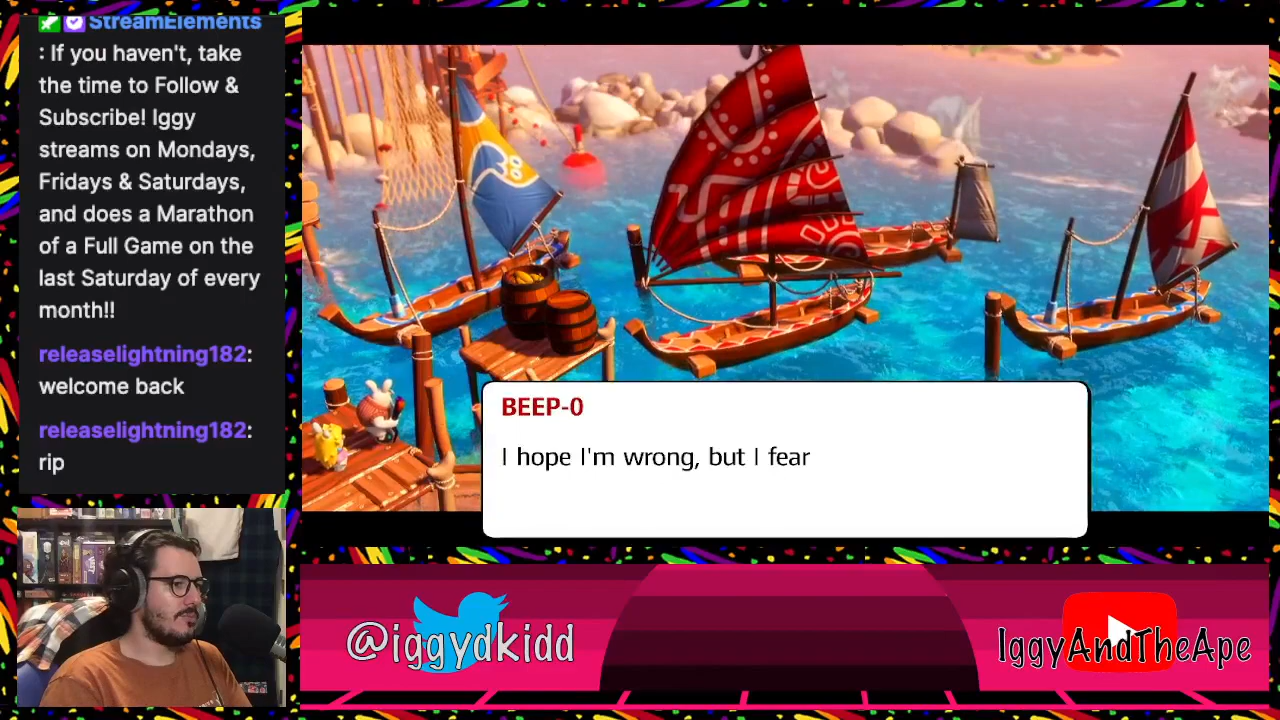 StreamElements
: If you haven't, take
the time to Follow &
Subscribe! Iggy
streams on Mondays,
Fridays & Saturdays,
and does a Marathon
of a Full Game on the
last Saturday of every
month!!
releaselightning182:
welcome back
releaselightning182:
rip
BEEP-0
I hope I'm wrong, but I fear
@iggydkidd
IggyAndTheApe